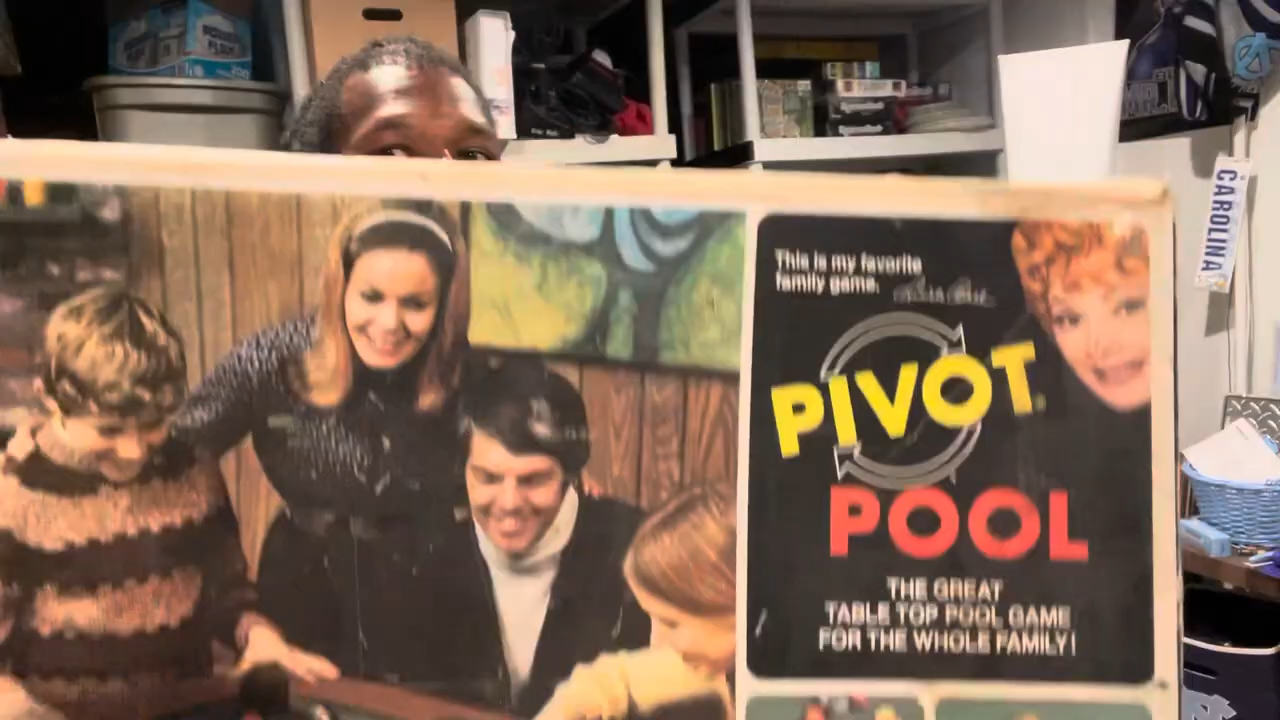 CAROLINA
This is my favorite
family game.
PIVOT
POOL
THE GREAT
TABLE TOP POOL GAME
FOR THE WHOLE FAMILY!